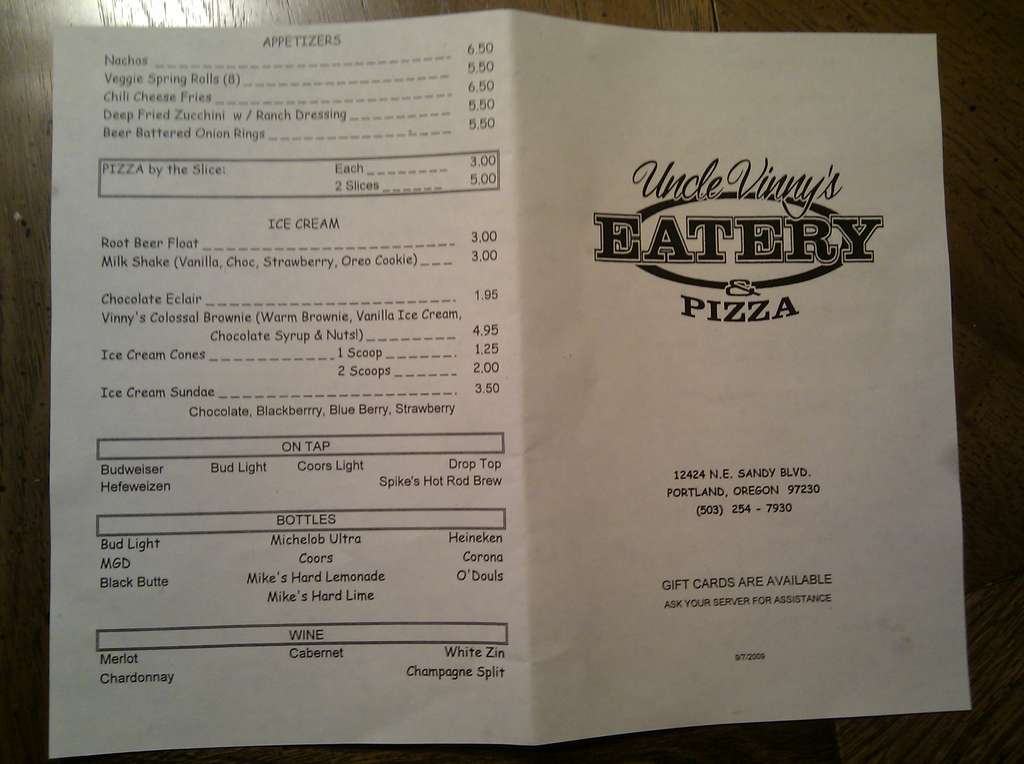 APPETIZERS
Nachos 6.50
Veggie Spring Rolls (8) 5.50
Chili Cheese Fries 6.50
Deep Fried Zucchini w / Ranch Dressing 5.50
Beer Battered Onion Rings 5.50
PIZZA by the Slice: Each 3.00
2 Slices 5.00
ICE CREAM
Root Beer Float 3.00
Milk Shake (Vanilla, Choc, Strawberry, Oreo Cookie) 3.00
Chocolate Eclair 1.95
Vinny's Colossal Brownie (Warm Brownie, Vanilla Ice Cream,
Chocolate Syrup & Nuts!) 4.95
Ice Cream Cones 1 Scoop 1.25
2 Scoops 2.00
Ice Cream Sundae 3.50
Chocolate, Blackberrry, Blue Berry, Strawberry
ON TAP
Budweiser Bud Light Coors Light Drop Top
Hefeweizen Spike's Hot Rod Brew
BOTTLES
Bud Light Michelob Ultra Heineken
MGD Coors Corona
Black Butte Mike's Hard Lemonade O'Douls
Mike's Hard Lime
WINE
Merlot Cabernet White Zin
Chardonnay Champagne Split
Uncle Vinny's
EATERY
&
PIZZA
12424 N.E. SANDY BLVD.
PORTLAND, OREGON 97230
(503) 254 - 7930
GIFT CARDS ARE AVAILABLE
ASK YOUR SERVER FOR ASSISTANCE
9/7/2009